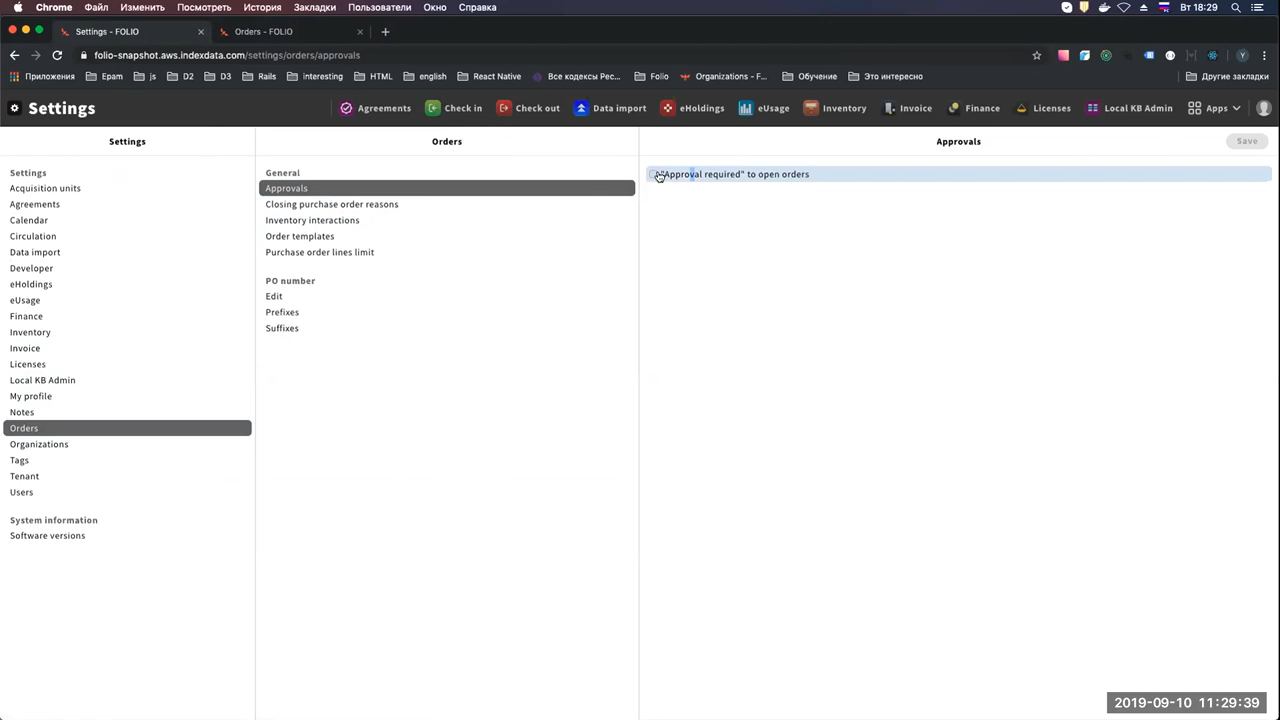 Chrome Файл Изменить Посмотреть История Закладки Пользователи Окно Справка Вт 18:29
Settings - FOLIO Orders - FOLIO
folio-snapshot.aws.indexdata.com/settings/orders/approvals
Приложения Epam js D2 D3 Rails interesting HTML english React Native Все кодексы Рес... Folio Organizations - F... Обучение Это интересно Другие закладки
Settings Agreements Check in Check out Data import eHoldings eUsage Inventory Invoice Finance Licenses Local KB Admin Apps
Settings
Settings
Acquisition units
Agreements
Calendar
Circulation
Data import
Developer
eHoldings
eUsage
Finance
Inventory
Invoice
Licenses
Local KB Admin
My profile
Notes
Orders
Organizations
Tags
Tenant
Users
System information
Software versions
Orders
General
Approvals
Closing purchase order reasons
Inventory interactions
Order templates
Purchase order lines limit
PO number
Edit
Prefixes
Suffixes
Approvals Save
"Approval required" to open orders
2019-09-10 11:29:39